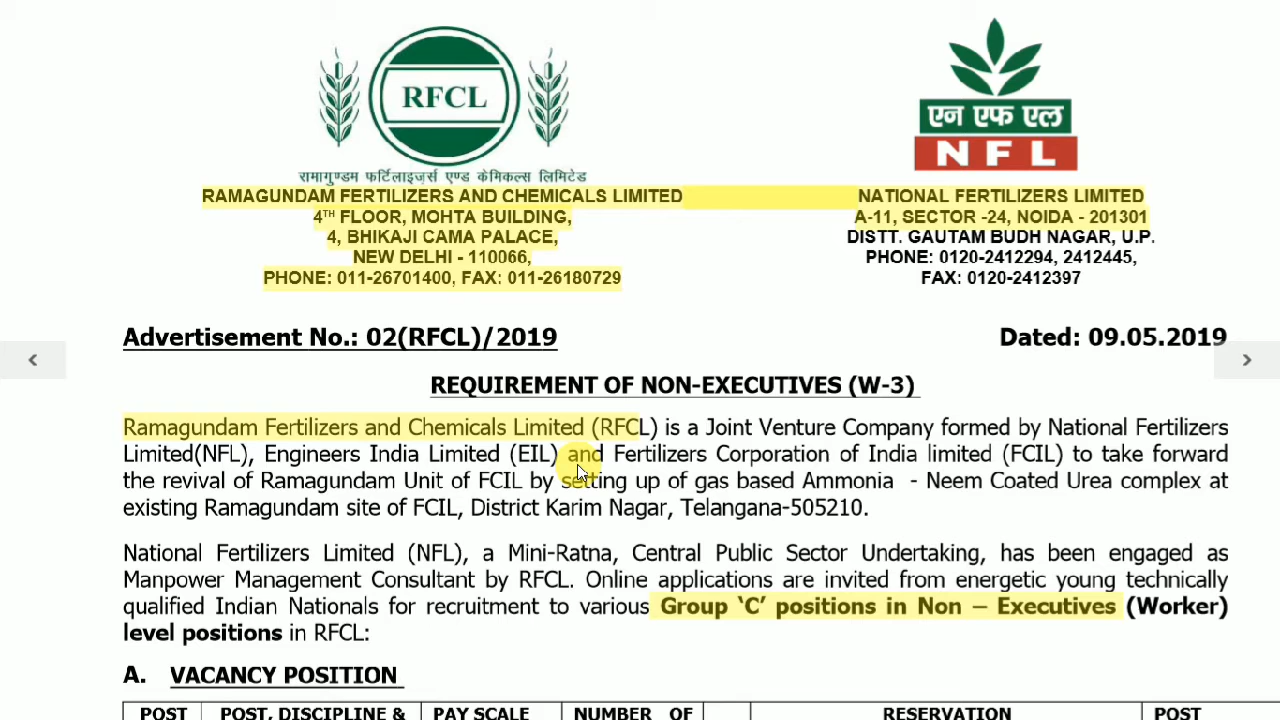 RFCL
रामागुण्डम फर्टिलाइजर्स एण्ड केमिकल्स लिमिटेड
RAMAGUNDAM FERTILIZERS AND CHEMICALS LIMITED
4TH FLOOR, MOHTA BUILDING,
4, BHIKAJI CAMA PALACE,
NEW DELHI - 110066,
PHONE: 011-26701400, FAX: 011-26180729
एन एफ एल
NFL
NATIONAL FERTILIZERS LIMITED
A-11, SECTOR -24, NOIDA - 201301
DISTT. GAUTAM BUDH NAGAR, U.P.
PHONE: 0120-2412294, 2412445,
FAX: 0120-2412397
Advertisement No.: 02(RFCL)/2019 Dated: 09.05.2019
REQUIREMENT OF NON-EXECUTIVES (W-3)
Ramagundam Fertilizers and Chemicals Limited (RFCL) is a Joint Venture Company formed by National Fertilizers
Limited(NFL), Engineers India Limited (EIL) and Fertilizers Corporation of India limited (FCIL) to take forward
the revival of Ramagundam Unit of FCIL by setting up of gas based Ammonia - Neem Coated Urea complex at
existing Ramagundam site of FCIL, District Karim Nagar, Telangana-505210.
National Fertilizers Limited (NFL), a Mini-Ratna, Central Public Sector Undertaking, has been engaged as
Manpower Management Consultant by RFCL. Online applications are invited from energetic young technically
qualified Indian Nationals for recruitment to various Group ‘C’ positions in Non – Executives (Worker)
level positions in RFCL:
A. VACANCY POSITION
POST POST, DISCIPLINE & PAY SCALE NUMBER OF RESERVATION POST